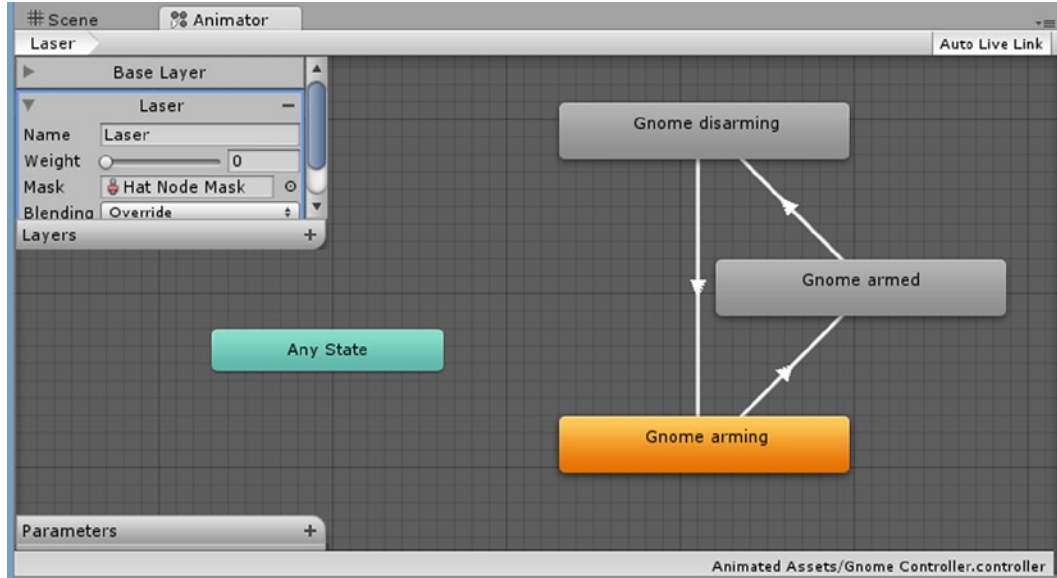 Scene
Animator
Laser
Auto Live Link
Base Layer
Laser
Name Laser
Weight 0
Mask Hat Node Mask
Blending Override
Layers
Gnome disarming
Gnome armed
Any State
Gnome arming
Parameters
Animated Assets/Gnome Controller.controller